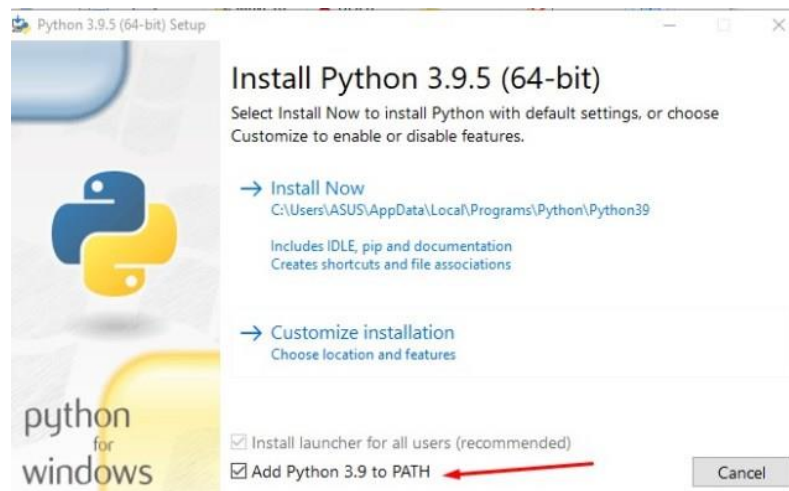 Python 3.9.5 (64-bit) Setup
Install Python 3.9.5 (64-bit)
Select Install Now to install Python with default settings, or choose
Customize to enable or disable features.
Install Now
C:\Users\ASUS\AppData\Local\Programs\Python\Python39
Includes IDLE, pip and documentation
Creates shortcuts and file associations
Customize installation
Choose location and features
python
for
windows
Install launcher for all users (recommended)
Add Python 3.9 to PATH
Cancel